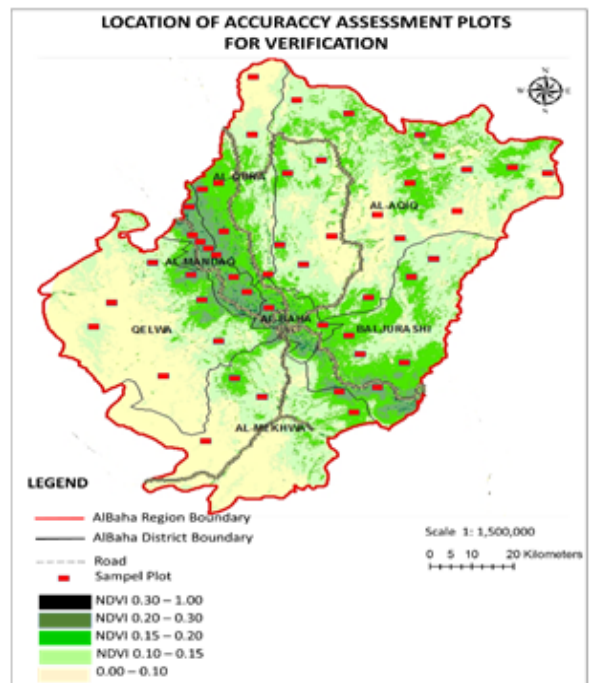 LOCATION OF ACCURACCY ASSESSMENT PLOTS
FOR VERIFICATION
N
W E
S
AL-QURA
AL-AQIQ
AL-MANDAQ
QELWA
AL-BAHA
BALJURASHI
AL-MEKHWA
LEGEND
AlBaha Region Boundary
AlBaha District Boundary
Road
Sampel Plot
NDVI 0.30 – 1.00
NDVI 0.20 – 0.30
NDVI 0.15 – 0.20
NDVI 0.10 – 0.15
0.00 – 0.10
Scale 1: 1,500,000
0 5 10 20 Kilometers